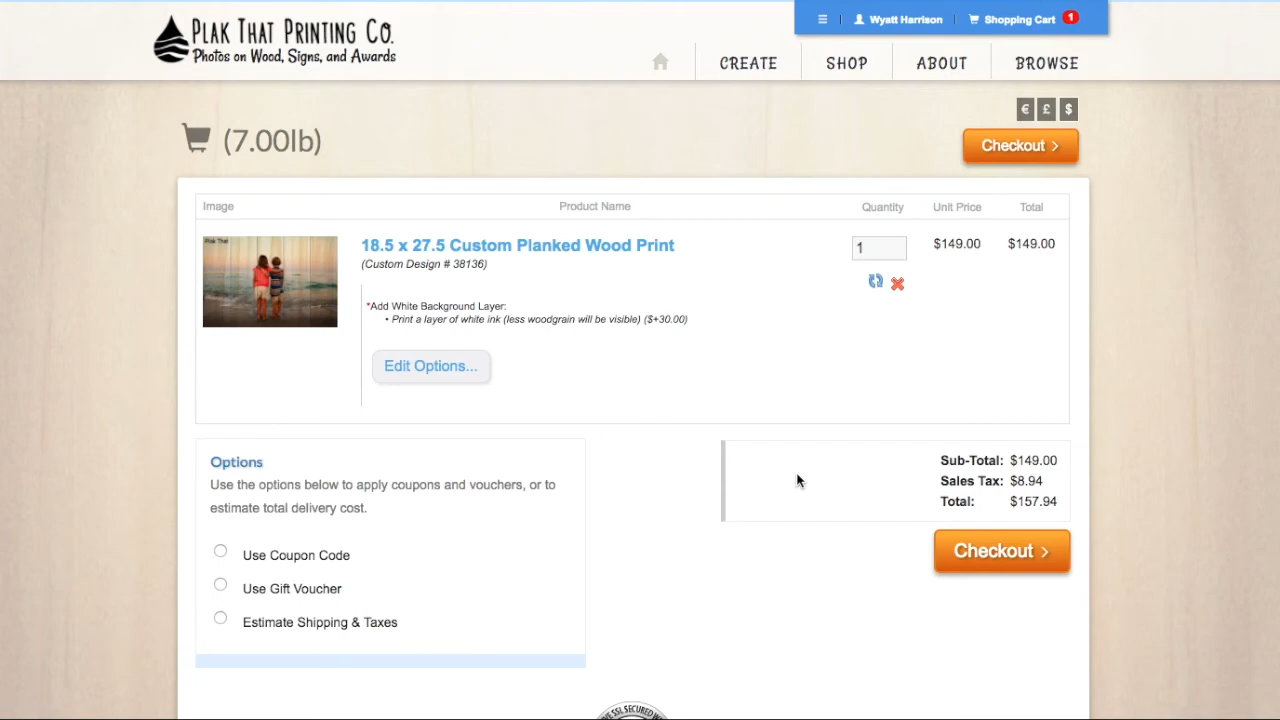 PLAK THAT PRINTING CO.
Photos on Wood, Signs, and Awards
Wyatt Harrison
Shopping Cart 1
CREATE SHOP ABOUT BROWSE
€ £ $
(7.00lb)
Checkout >
Image Product Name Quantity Unit Price Total
Plak That
18.5 x 27.5 Custom Planked Wood Print 1 $149.00 $149.00
(Custom Design # 38136)
*Add White Background Layer:
• Print a layer of white ink (less woodgrain will be visible) ($+30.00)
Edit Options...
Options
Use the options below to apply coupons and vouchers, or to
estimate total delivery cost.
Use Coupon Code
Use Gift Voucher
Estimate Shipping & Taxes
Sub-Total: $149.00
Sales Tax: $8.94
Total: $157.94
Checkout >